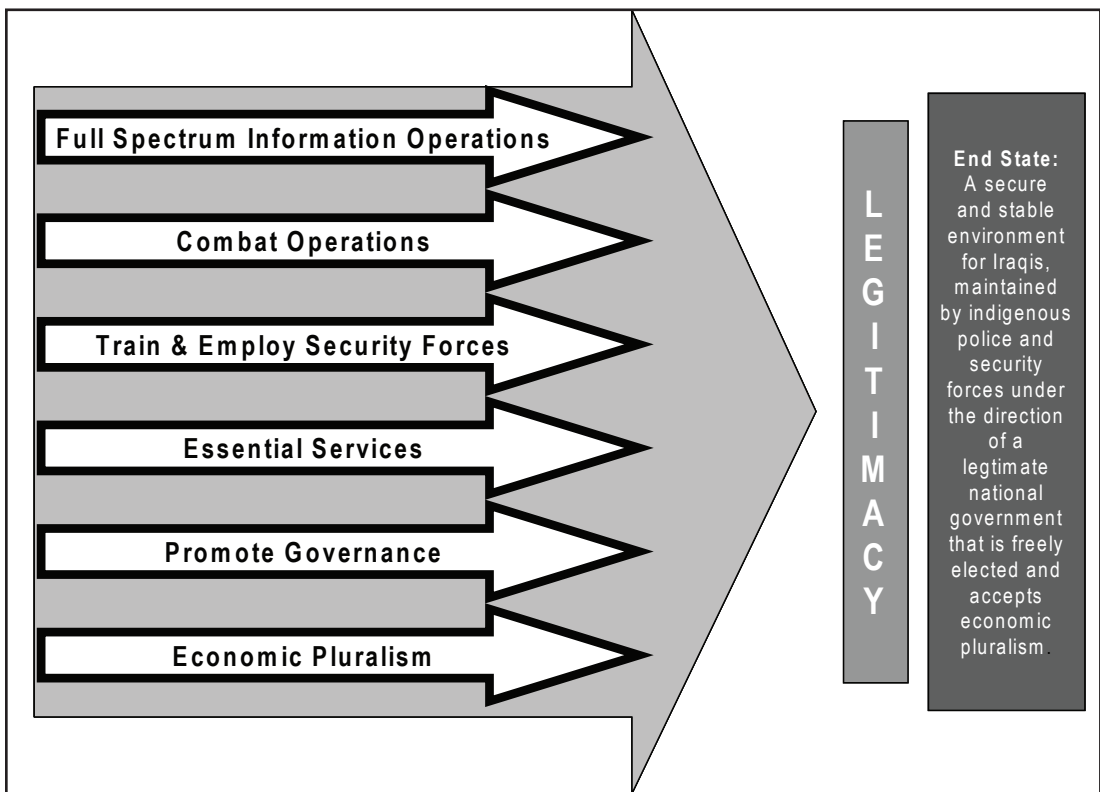 Full Spectrum Information Operations
Combat Operations
Train & Employ Security Forces
Essential Services
Promote Governance
Economic Pluralism
L
E
G
I
T
I
M
A
C
Y
End State:
A secure
and stable
environment
for Iraqis,
maintained
by indigenous
police and
security
forces under
the direction
of a
legtimate
national
government
that is freely
elected and
accepts
economic
pluralism.